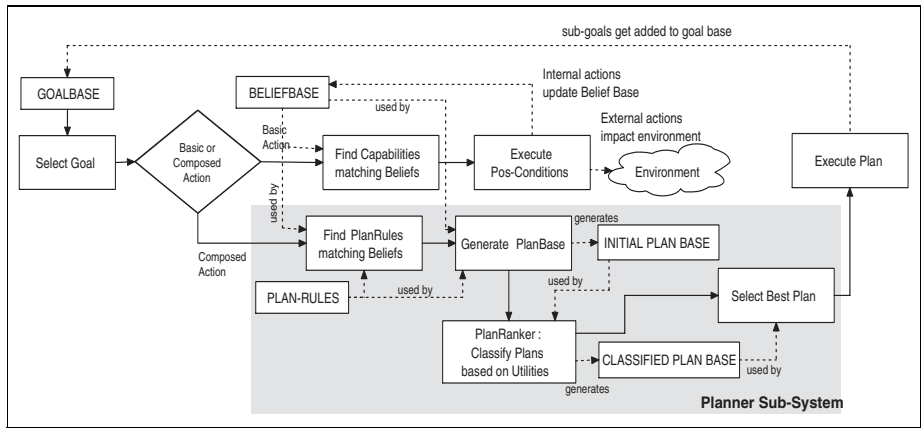 sub-goals get added to goal base
GOALBASE
BELIEFBASE
used by
Internal actions
update Belief Base
External actions
impact environment
Select Goal
Basic or
Composed
Action
Basic
Action
Find Capabilities
matching Beliefs
Execute
Pos-Conditions
Environment
Execute Plan
used by
Composed
Action
Find PlanRules
matching Beliefs
Generate PlanBase
generates
INITIAL PLAN BASE
PLAN-RULES
used by
used by
Select Best Plan
PlanRanker :
Classify Plans
based on Utilities
generates
CLASSIFIED PLAN BASE
used by
Planner Sub-System